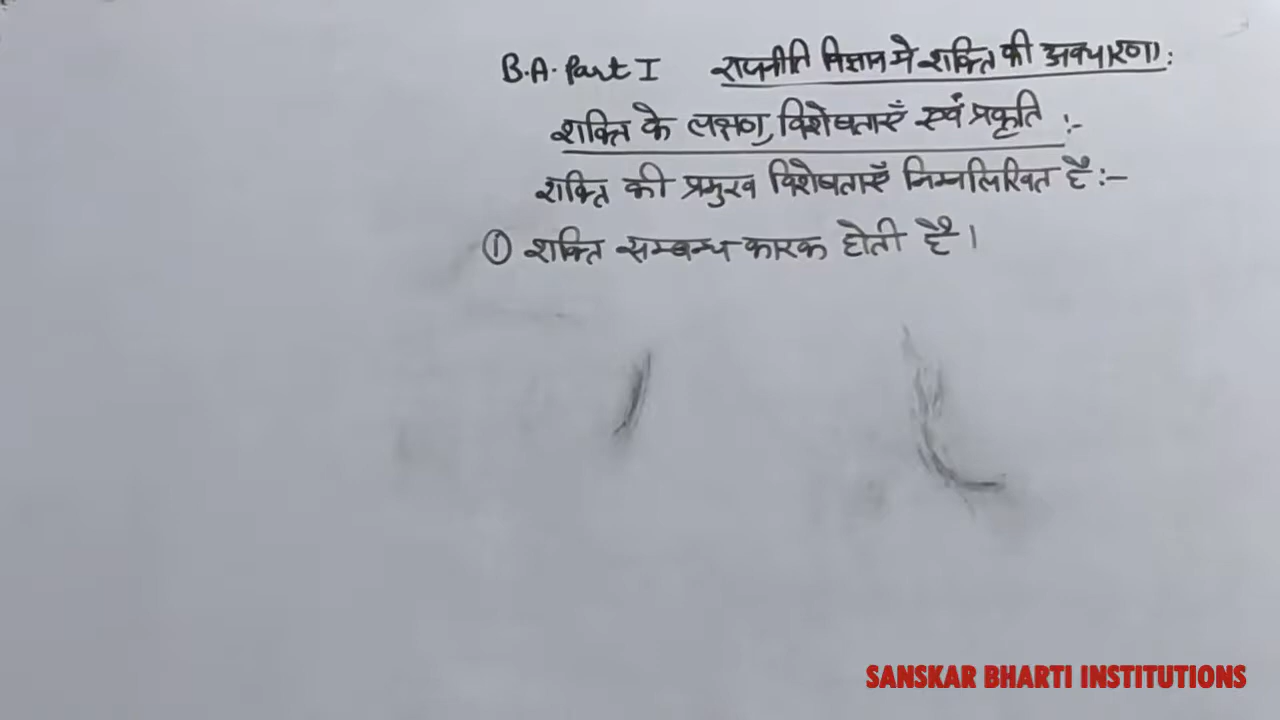 B.A. Part I राजनीति विज्ञान मे शक्ति की अवधारणा :
शक्ति के लक्षण, विशेषताएँ एवं प्रकृति :-
शक्ति की प्रमुख विशेषताएँ निम्नलिखित है :-
① शक्ति सम्बन्ध कारक होती है।
SANSKAR BHARTI INSTITUTIONS